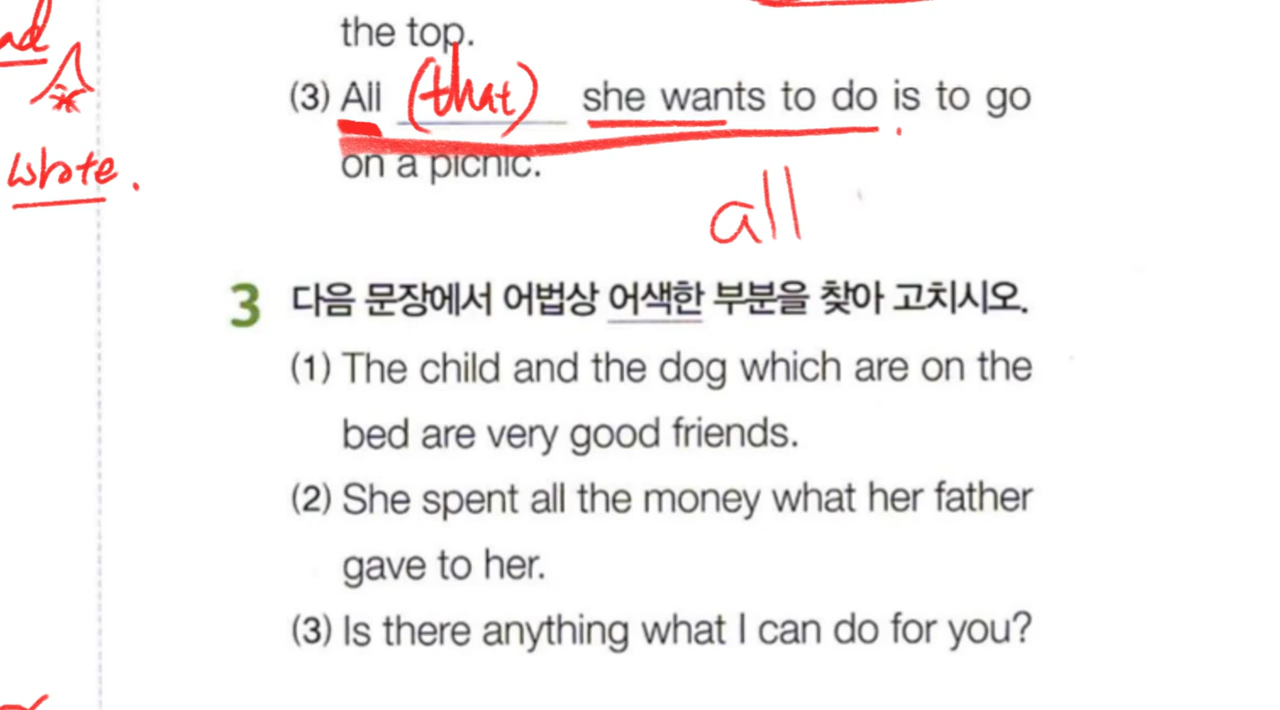 the top.
(3) All (that) she wants to do is to go
on a picnic.
wrote.
all
3 다음 문장에서 어법상 어색한 부분을 찾아 고치시오.
(1) The child and the dog which are on the
bed are very good friends.
(2) She spent all the money what her father
gave to her.
(3) Is there anything what I can do for you?